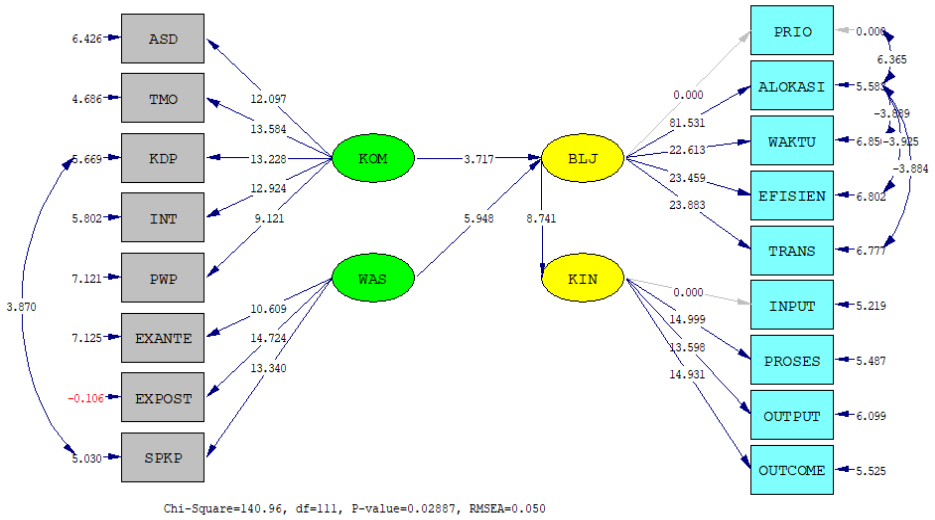 PRIO
0.000
6.426
ASD
6.365
ALOKASI
5.583
4.686
TMO
12.097
0.000
-3.889
81.531
13.584
WAKTU
22.613
5.669
KDP
13.228
KOM
3.717
BLJ
-3.884
23.459
12.924
EFISIEN
6.802
23.883
5.802
INT
9.121
5.948
8.741
TRANS
6.777
7.121
PWP
WAS
KIN
0.000
INPUT
5.219
3.870
10.609
14.999
7.125
EXANTE
14.724
13.598
PROSES
5.487
13.340
14.931
-0.106
EXPOST
OUTPUT
6.099
5.030
SPKP
OUTCOME
5.525
Chi-Square=140.96, df=111, P-value=0.02887, RMSEA=0.050